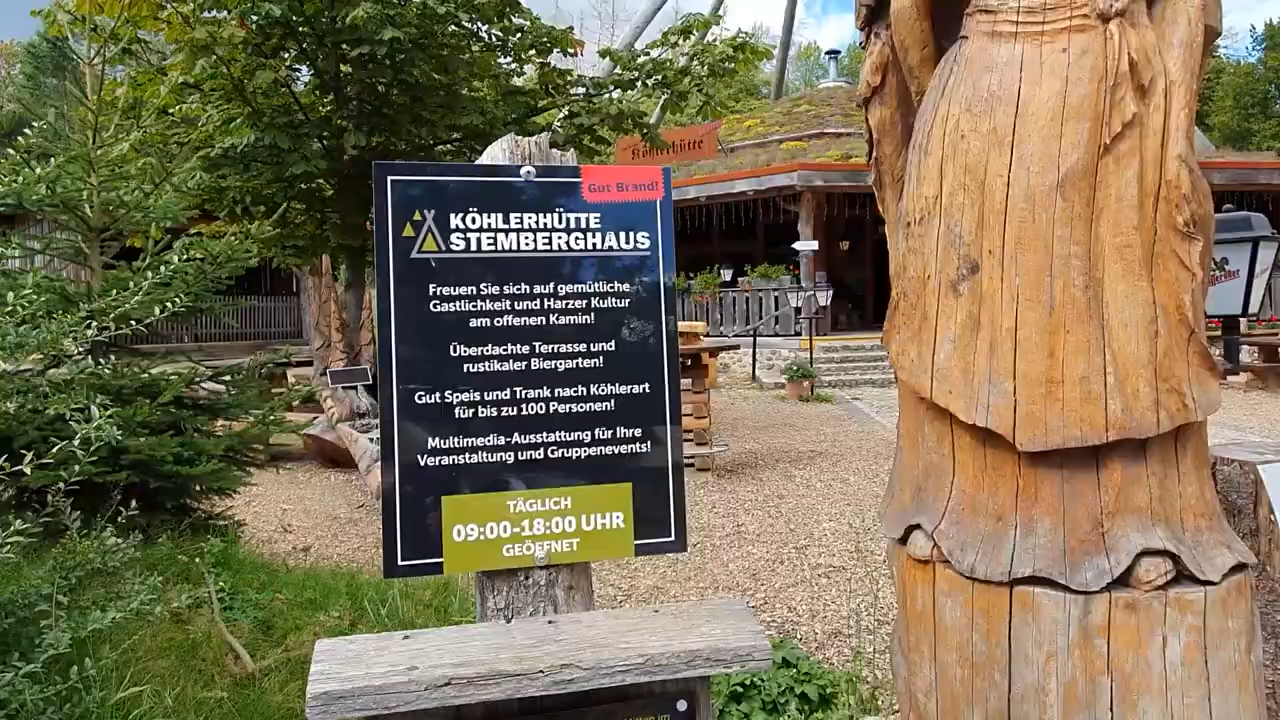 Köhlerhütte
Gut Brand!
KÖHLERHÜTTE
STEMBERGHAUS
Freuen Sie sich auf gemütliche
Gastlichkeit und Harzer Kultur
am offenen Kamin!
Überdachte Terrasse und
rustikaler Biergarten!
Gut Speis und Trank nach Köhlerart
für bis zu 100 Personen!
Multimedia-Ausstattung für Ihre
Veranstaltung und Gruppenevents!
TÄGLICH
09:00-18:00 UHR
GEÖFFNET